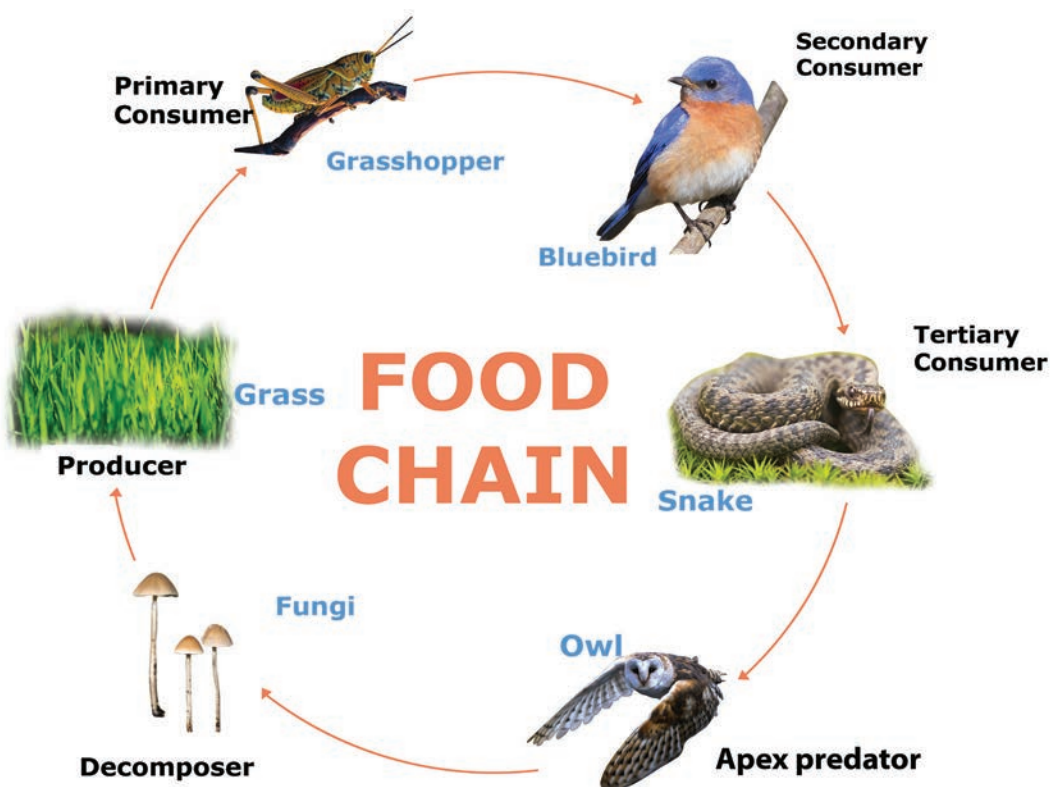 Primary
Consumer
Grasshopper
Secondary
Consumer
Bluebird
Tertiary
Consumer
Snake
Owl
Apex predator
Fungi
Decomposer
Grass
Producer
FOOD
CHAIN